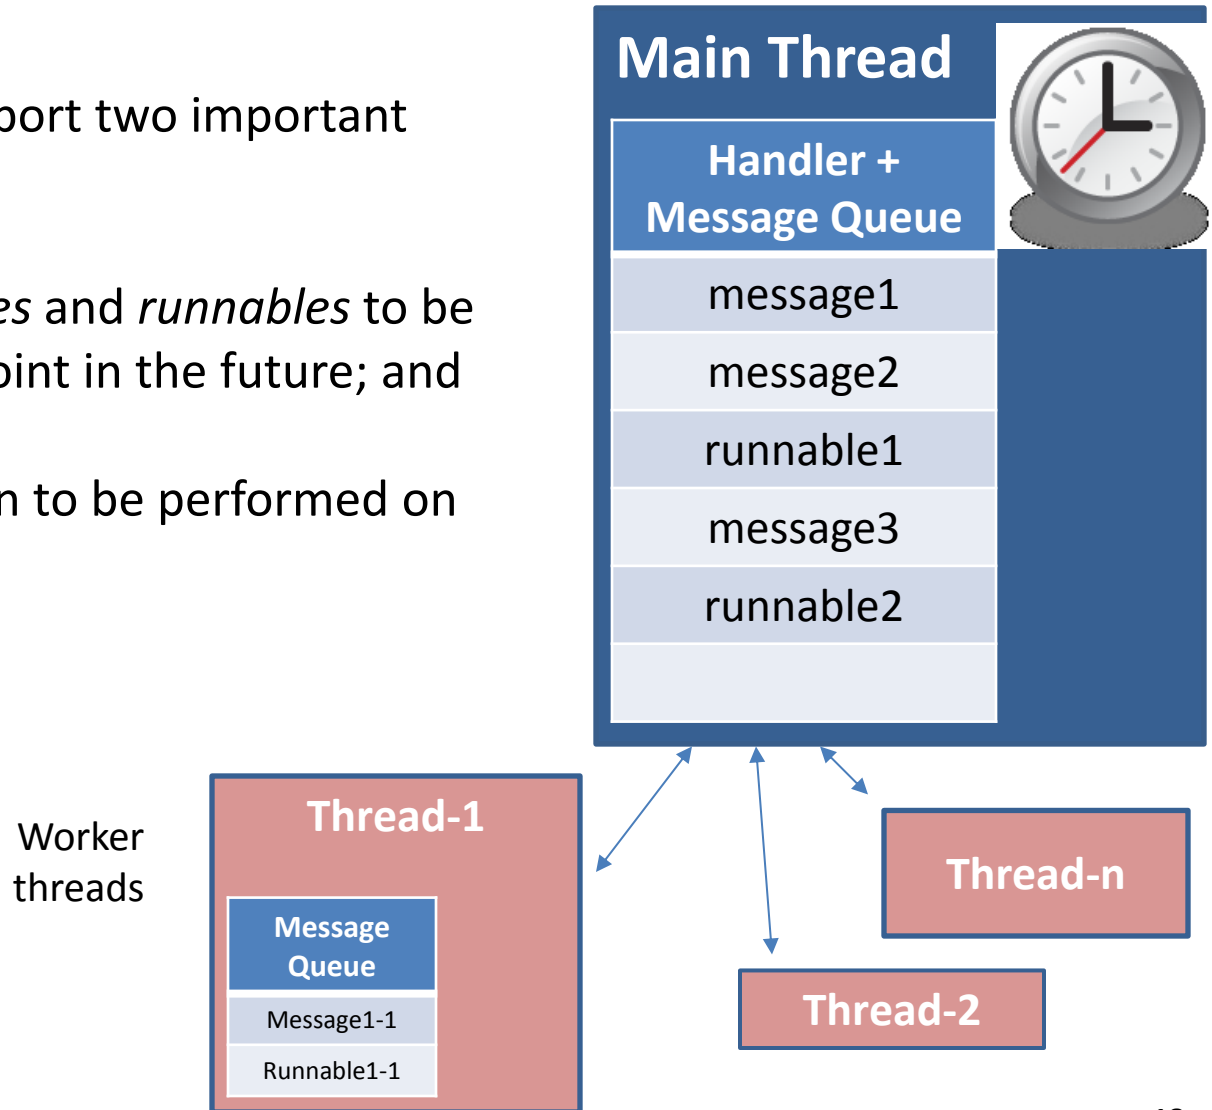 port two important
es and runnables to be
oint in the future; and
n to be performed on
Main Thread
Handler +
Message Queue
message1
message2
runnable1
message3
runnable2
Worker
threads
Thread-1
Message
Queue
Message1-1
Runnable1-1
Thread-2
Thread-n